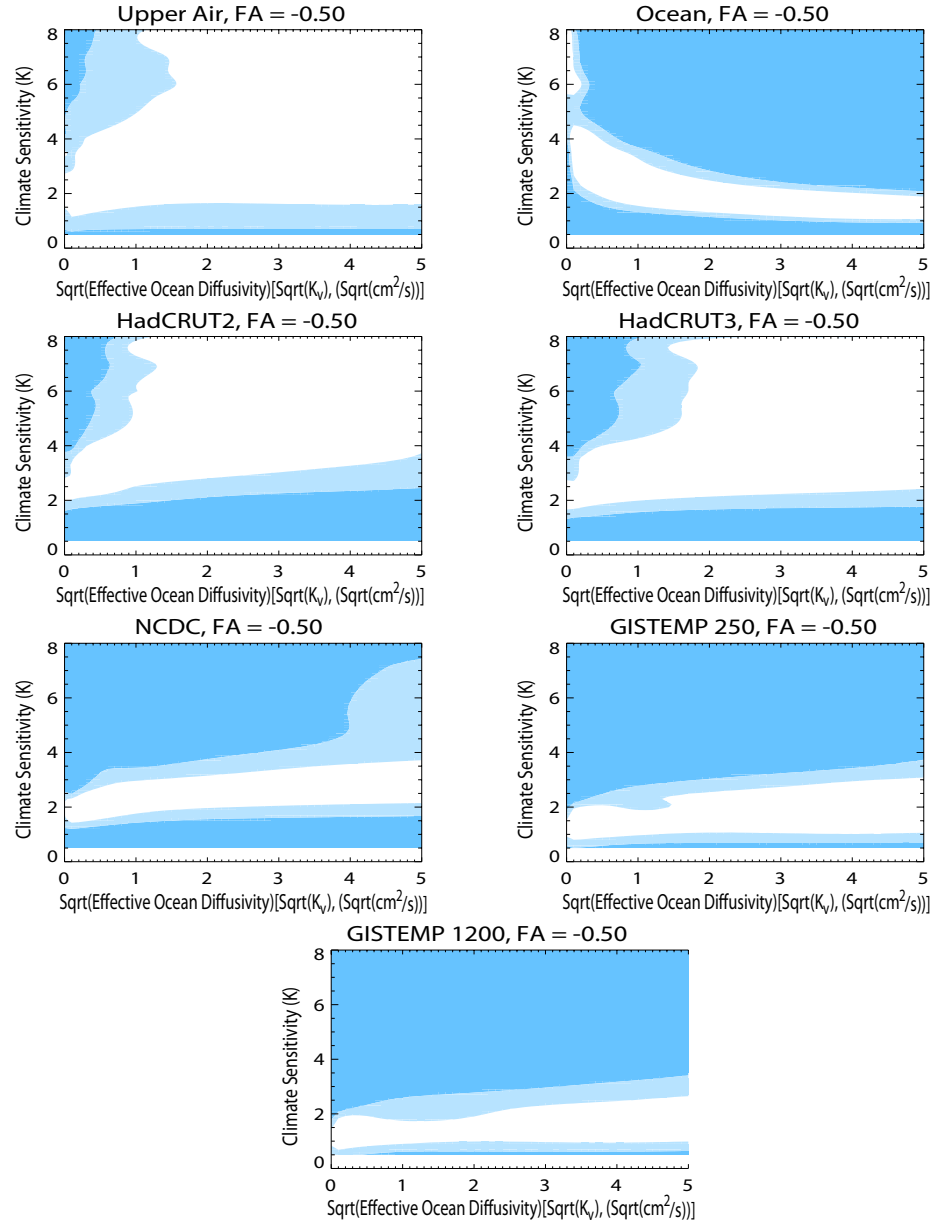 Upper Air, FA = -0.50
Ocean, FA = -0.50
8
6
4
2
0
Climate Sensitivity (K)
0 1 2 3 4 5
Sqrt(Effective Ocean Diffusivity)[Sqrt(Kv), (Sqrt(cm²/s))]
8
6
4
2
0
Climate Sensitivity (K)
0 1 2 3 4 5
Sqrt(Effective Ocean Diffusivity)[Sqrt(Kv), (Sqrt(cm²/s))]
HadCRUT2, FA = -0.50
HadCRUT3, FA = -0.50
8
6
4
2
0
Climate Sensitivity (K)
0 1 2 3 4 5
Sqrt(Effective Ocean Diffusivity)[Sqrt(Kv), (Sqrt(cm²/s))]
8
6
4
2
0
Climate Sensitivity (K)
0 1 2 3 4 5
Sqrt(Effective Ocean Diffusivity)[Sqrt(Kv), (Sqrt(cm²/s))]
NCDC, FA = -0.50
GISTEMP 250, FA = -0.50
8
6
4
2
0
Climate Sensitivity (K)
0 1 2 3 4 5
Sqrt(Effective Ocean Diffusivity)[Sqrt(Kv), (Sqrt(cm²/s))]
8
6
4
2
0
Climate Sensitivity (K)
0 1 2 3 4 5
Sqrt(Effective Ocean Diffusivity)[Sqrt(Kv), (Sqrt(cm²/s))]
GISTEMP 1200, FA = -0.50
8
6
4
2
0
Climate Sensitivity (K)
0 1 2 3 4 5
Sqrt(Effective Ocean Diffusivity)[Sqrt(Kv), (Sqrt(cm²/s))]